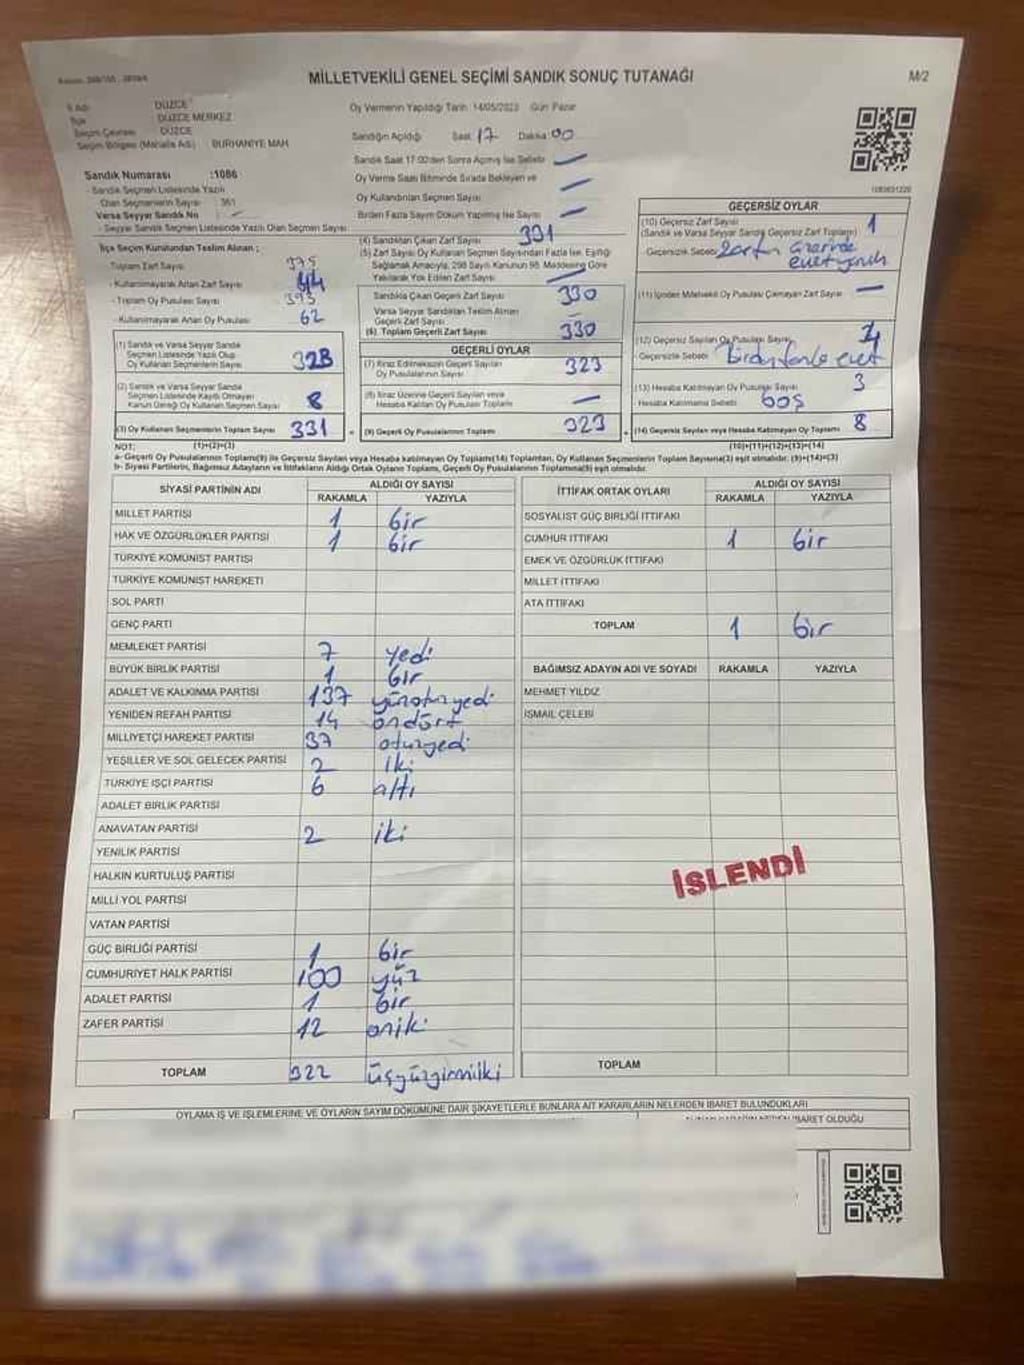 MİLLETVEKİLİ GENEL SEÇİMİ SANDIK SONUÇ TUTANAĞI
M/2
İl Adı DÜZCE
İlçe DÜZCE MERKEZ
Seçim Çevresi DÜZCE
Seçim Bölgesi (Mahalle Adı) BURHANİYE MAH
Oy Vermenin Yapıldığı Tarih 14/05/2023 Gün Pazar
Sandığın Açıldığı Saat 17 Dakika 00
Sandık Saat 17:00'den Sonra Açılmış İse Sebebi —
Oy Verme Saati Bitiminde Sırada Bekleyen ve
Oy Kullandırılan Seçmen Sayısı —
Birden Fazla Sayım Döküm Yapılmış İse Sayısı —
Sandık Numarası :1086
- Sandık Seçmen Listesinde Yazılı
Olan Seçmenlerin Sayısı 361
Varsa Seyyar Sandık No
- Seyyar Sandık Seçmen Listesinde Yazılı Olan Seçmen Sayısı
İlçe Seçim Kurulundan Teslim Alınan ;
Toplam Zarf Sayısı 375
- Kullanılmayarak Artan Zarf Sayısı
- Toplam Oy Pusulası Sayısı 393
- Kullanılmayarak Artan Oy Pusulası 62
(1) Sandık ve Varsa Seyyar Sandık
Seçmen Listesinde Yazılı Olup
Oy Kullanan Seçmenlerin Sayısı
(2) Sandık ve Varsa Seyyar Sandık
Seçmen Listesinde Kayıtlı Olmayan
Kanun Gereği Oy Kullanan Seçmen Sayısı 8
(3) Oy Kullanan Seçmenlerin Toplam Sayısı 331
(1)+(2)=(3)
(4) Sandıktan Çıkan Zarf Sayısı 331
(5) Zarf Sayısı Oy Kullanan Seçmen Sayısından Fazla İse, Eşitliği
Sağlamak Amacıyla, 298 Sayılı Kanunun 98. Maddesine Göre
Yakılarak Yok Edilen Zarf Sayısı —
Sandıkta Çıkan Geçerli Zarf Sayısı 330
Varsa Seyyar Sandıktan Teslim Alınan
Geçerli Zarf Sayısı —
(6) Toplam Geçerli Zarf Sayısı 330
GEÇERLİ OYLAR
(7) İtiraz Edilmeksizin Geçerli Sayılan
Oy Pusulalarının Sayısı 323
(8) İtiraz Üzerine Geçerli Sayılan veya
Hesaba Katılan Oy Pusulası Toplamı —
(9) Geçerli Oy Pusulalarının Toplamı 323
1083631220
GEÇERSİZ OYLAR
(10) Geçersiz Zarf Sayısı
(Sandık ve Varsa Seyyar Sandık Geçersiz Zarf Toplamı) 1
Geçersizlik Sebebi Zarfın üzerinde
(11) İçinden Milletvekili Oy Pusulası Çıkmayan Zarf Sayısı —
(12) Geçersiz Sayılan Oy Pusulası Sayısı 4
Geçersizlik Sebebi Birden fazla evet
(13) Hesaba Katılmayan Oy Pusulası Sayısı 3
Hesaba Katılmama Sebebi boş
(14) Geçersiz Sayılan veya Hesaba Katılmayan Oy Toplamı 8
(10)+(11)+(12)+(13)=(14)
NOT:
a- Geçerli Oy Pusulalarının Toplamı(9) ile Geçersiz Sayılan veya Hesaba katılmayan Oy Toplamı(14) Toplamları, Oy Kullanan Seçmenlerin Toplam Sayısına(3) eşit olmalıdır. (9)+(14)=(3)
b- Siyasi Partilerin, Bağımsız Adayların ve İttifakların Aldığı Ortak Oyların Toplamı, Geçerli Oy Pusulalarının Toplamına(9) eşit olmalıdır.
SİYASİ PARTİNİN ADI ALDIĞI OY SAYISI
RAKAMLA YAZIYLA
MİLLET PARTİSİ 1 bir
HAK VE ÖZGÜRLÜKLER PARTİSİ 1 bir
TÜRKİYE KOMÜNİST PARTİSİ
TÜRKİYE KOMÜNİST HAREKETİ
SOL PARTİ
GENÇ PARTİ
MEMLEKET PARTİSİ 7 yedi
BÜYÜK BİRLİK PARTİSİ 1 bir
ADALET VE KALKINMA PARTİSİ 137 yüzotuzyedi
YENİDEN REFAH PARTİSİ 14 ondört
MİLLİYETÇİ HAREKET PARTİSİ 37 otuzyedi
YEŞİLLER VE SOL GELECEK PARTİSİ 2 iki
TÜRKİYE İŞÇİ PARTİSİ 6 altı
ADALET BİRLİK PARTİSİ
ANAVATAN PARTİSİ 2 iki
YENİLİK PARTİSİ
HALKIN KURTULUŞ PARTİSİ
MİLLİ YOL PARTİSİ
VATAN PARTİSİ
GÜÇ BİRLİĞİ PARTİSİ 1 bir
CUMHURİYET HALK PARTİSİ 100 yüz
ADALET PARTİSİ 1 bir
ZAFER PARTİSİ 12 oniki
TOPLAM 322 üçyüzyirmiiki
İTTİFAK ORTAK OYLARI ALDIĞI OY SAYISI
RAKAMLA YAZIYLA
SOSYALİST GÜÇ BİRLİĞİ İTTİFAKI
CUMHUR İTTİFAKI 1 bir
EMEK VE ÖZGÜRLÜK İTTİFAKI
MİLLET İTTİFAKI
ATA İTTİFAKI
TOPLAM 1 bir
BAĞIMSIZ ADAYIN ADI VE SOYADI RAKAMLA YAZIYLA
MEHMET YILDIZ
İSMAİL ÇELEBİ
İŞLENDİ
TOPLAM
OYLAMA İŞ VE İŞLEMLERİNE VE OYLARIN SAYIM DÖKÜMÜNE DAİR ŞİKAYETLERLE BUNLARA AİT KARARLARIN NELERDEN İBARET BULUNDUKLARI
İBARET OLDUĞU